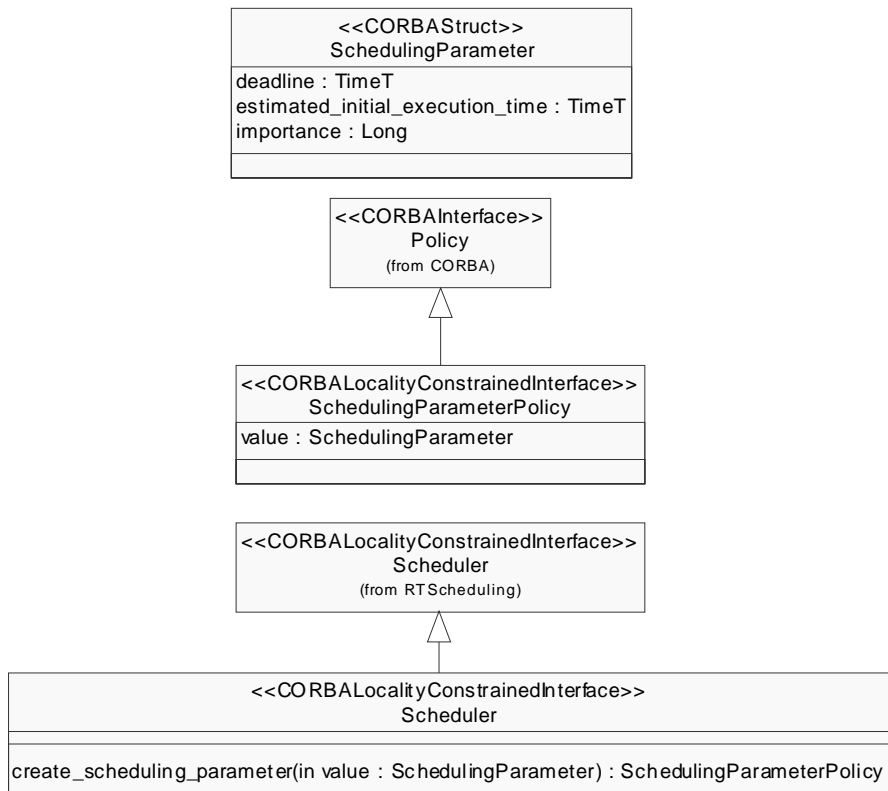 <<CORBAStruct>>
SchedulingParameter
deadline : TimeT
estimated_initial_execution_time : TimeT
importance : Long
<<CORBAInterface>>
Policy
(from CORBA)
<<CORBALocalityConstrainedInterface>>
SchedulingParameterPolicy
value : SchedulingParameter
<<CORBALocalityConstrainedInterface>>
Scheduler
(from RTScheduling)
<<CORBALocalityConstrainedInterface>>
Scheduler
create_scheduling_parameter(in value : SchedulingParameter) : SchedulingParameterPolicy